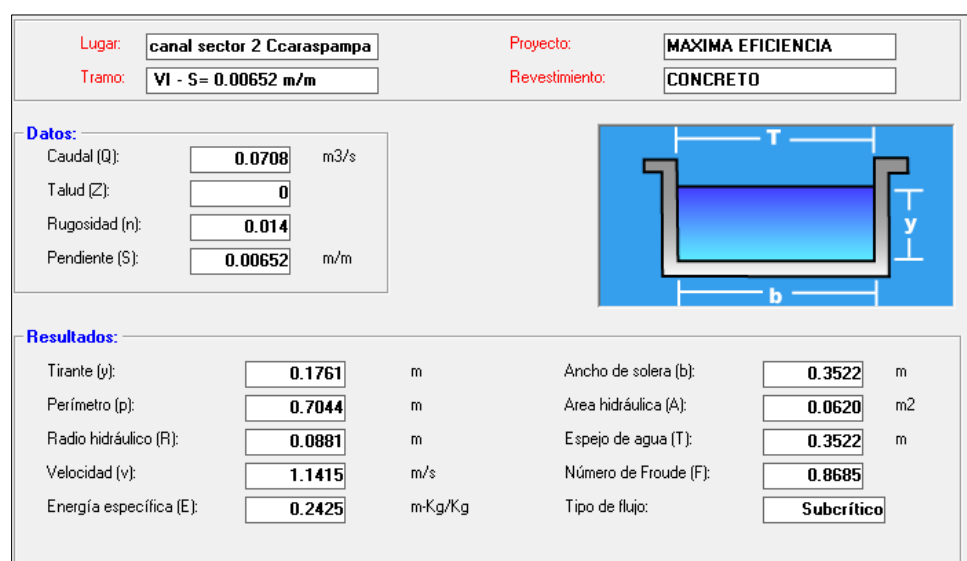 Lugar: canal sector 2 Ccaraspampa Proyecto: MAXIMA EFICIENCIA
Tramo: VI - S= 0.00652 m/m Revestimiento: CONCRETO
Datos:
Caudal (Q): 0.0708 m3/s
Talud (Z): 0
Rugosidad (n): 0.014
Pendiente (S): 0.00652 m/m
T
y
b
Resultados:
Tirante (y): 0.1761 m Ancho de solera (b): 0.3522 m
Perímetro (p): 0.7044 m Area hidráulica (A): 0.0620 m2
Radio hidráulico (R): 0.0881 m Espejo de agua (T): 0.3522 m
Velocidad (v): 1.1415 m/s Número de Froude (F): 0.8685
Energía específica (E): 0.2425 m-Kg/Kg Tipo de flujo: Subcrítico